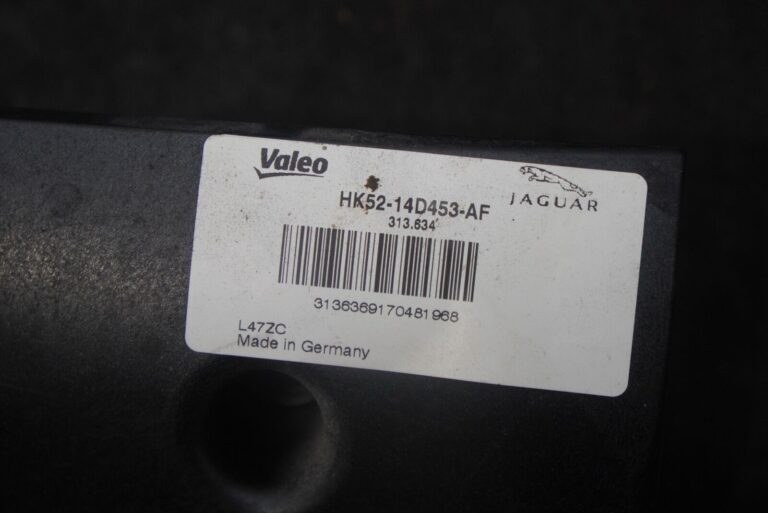 Valeo
JAGUAR
HK52-14D453-AF
313.634
3136369170481968
L47ZC
Made in Germany